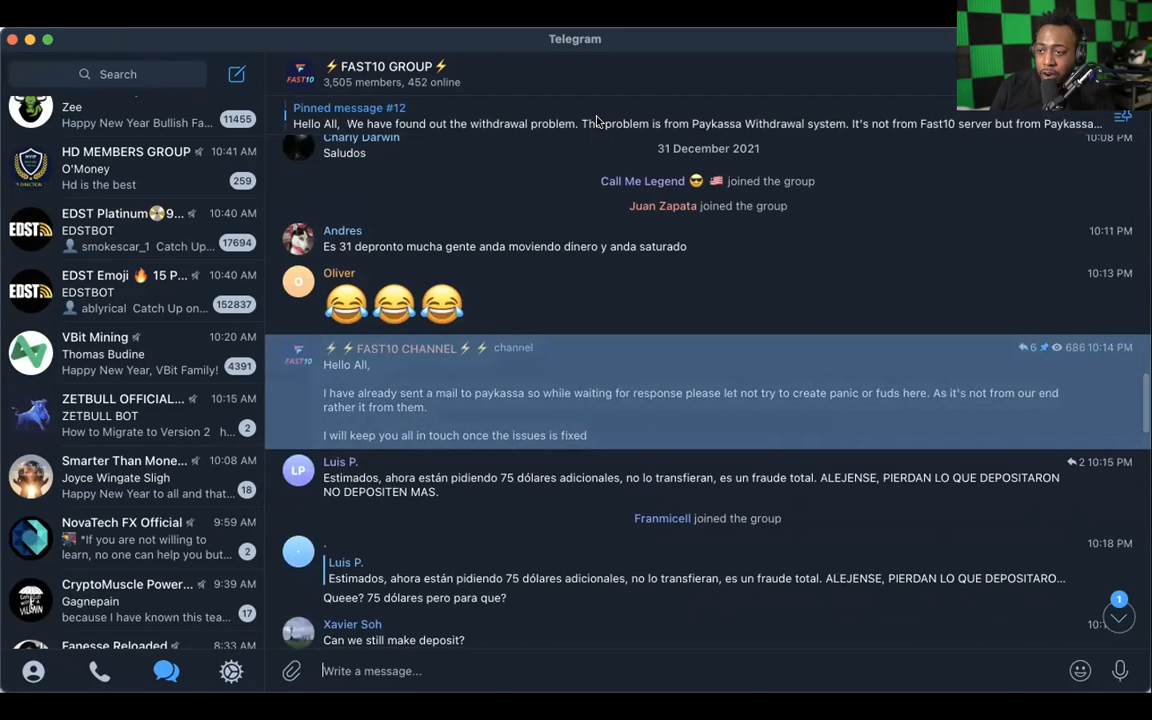 Telegram
Search
Zee
Happy New Year Bullish Fa...
11455
HD MEMBERS GROUP 10:41 AM
O'Money
Hd is the best
259
EDST Platinum📀9... 10:40 AM
EDSTBOT
smokescar_1 Catch Up...
17694
EDST Emoji 🔥 15 P... 10:40 AM
EDSTBOT
ablyrical Catch Up on...
152837
VBit Mining 10:20 AM
Thomas Budine
Happy New Year, VBit Family!
4391
ZETBULL OFFICIAL... 10:15 AM
ZETBULL BOT
How to Migrate to Version 2 h...
2
Smarter Than Mone... 10:08 AM
Joyce Wingate Sligh
Happy New Year to all and that...
18
NovaTech FX Official 9:59 AM
*If you are not willing to
learn, no one can help you but...
2
CryptoMuscle Power... 9:39 AM
Gagnepain
because I have known this tea...
17
Fanesse Reloaded 8:33 AM
⚡FAST10 GROUP⚡
3,505 members, 452 online
Pinned message #12
Hello All, We have found out the withdrawal problem. The problem is from Paykassa Withdrawal system. It's not from Fast10 server but from Paykassa...
Charly Darwin 10:08 PM
Saludos
31 December 2021
Call Me Legend 😎 🇺🇸 joined the group
Juan Zapata joined the group
Andres 10:11 PM
Es 31 depronto mucha gente anda moviendo dinero y anda saturado
Oliver 10:13 PM
😂😂😂
⚡ ⚡FAST10 CHANNEL⚡ ⚡ channel 6 686 10:14 PM
Hello All,
I have already sent a mail to paykassa so while waiting for response please let not try to create panic or fuds here. As it's not from our end
rather it from them.
I will keep you all in touch once the issues is fixed
Luis P. 2 10:15 PM
Estimados, ahora están pidiendo 75 dólares adicionales, no lo transfieran, es un fraude total. ALEJENSE, PIERDAN LO QUE DEPOSITARON
NO DEPOSITEN MAS.
Franmicell joined the group
. 10:18 PM
Luis P.
Estimados, ahora están pidiendo 75 dólares adicionales, no lo transfieran, es un fraude total. ALEJENSE, PIERDAN LO QUE DEPOSITARO...
Queee? 75 dólares pero para que?
Xavier Soh
Can we still make deposit?
1
Write a message...